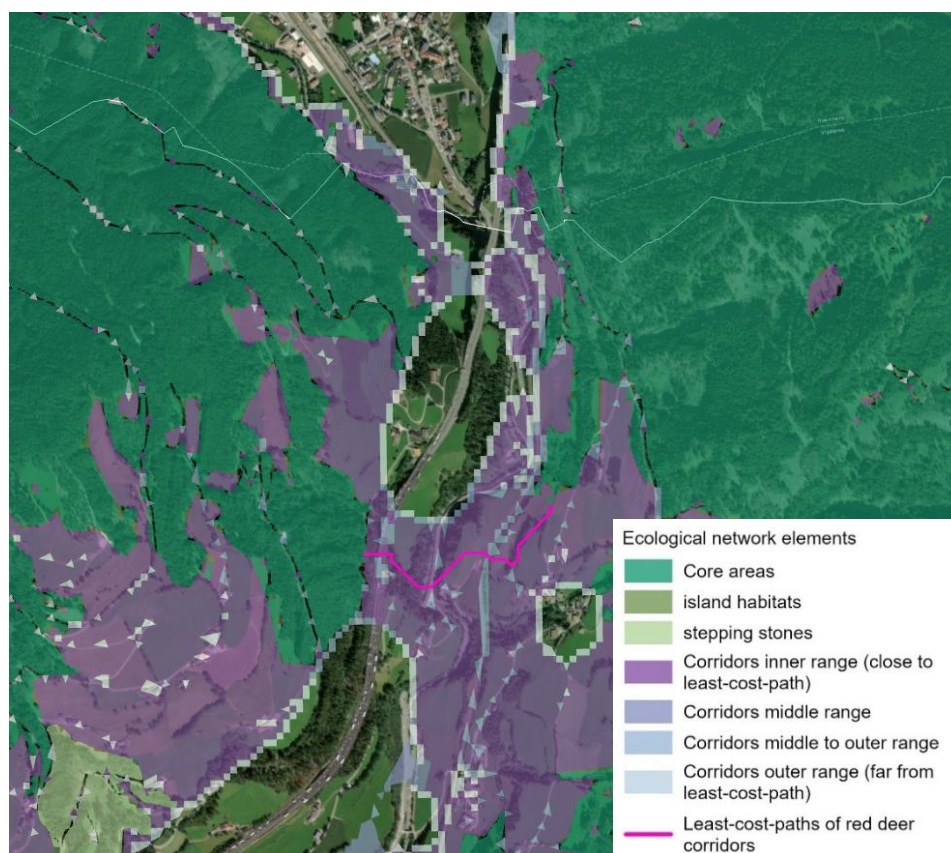 Ecological network elements
Core areas
island habitats
stepping stones
Corridors inner range (close to
least-cost-path)
Corridors middle range
Corridors middle to outer range
Corridors outer range (far from
least-cost-path)
Least-cost-paths of red deer
corridors